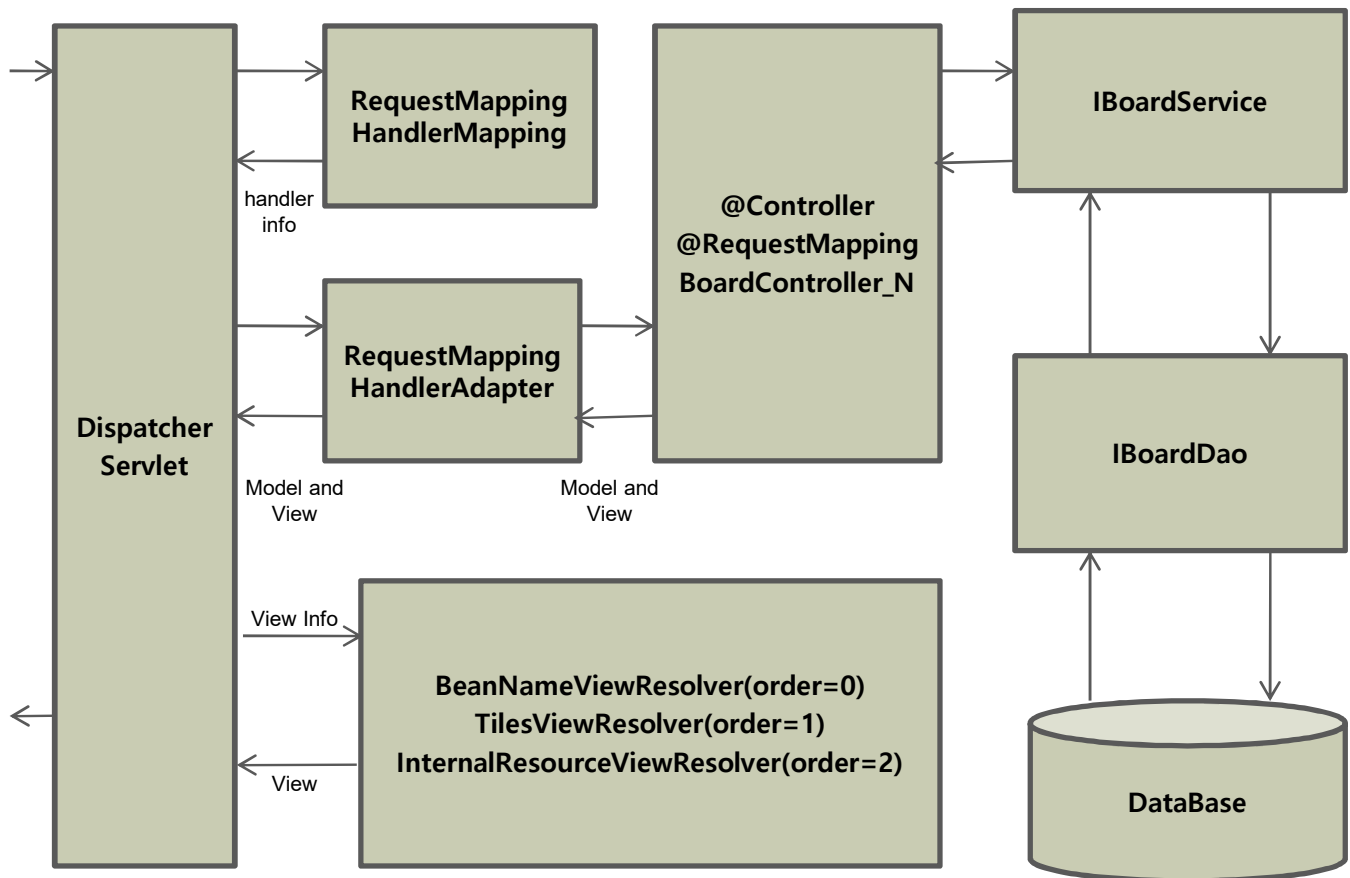 RequestMapping
HandlerMapping
IBoardService
handler
info
@Controller
@RequestMapping
BoardController_N
RequestMapping
HandlerAdapter
Dispatcher
Servlet
IBoardDao
Model and
View
Model and
View
View Info
BeanNameViewResolver(order=0)
TilesViewResolver(order=1)
InternalResourceViewResolver(order=2)
View
DataBase